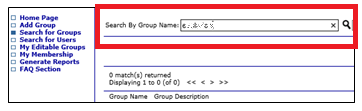 Home Page
Add Group
Search for Groups
Search for Users
My Editable Groups
My Membership
Generate Reports
FAQ Section
Search By Group Name:
0 match(s) returned
Displaying 1 to 0 (of 0) << < > >>
Group Name Group Description